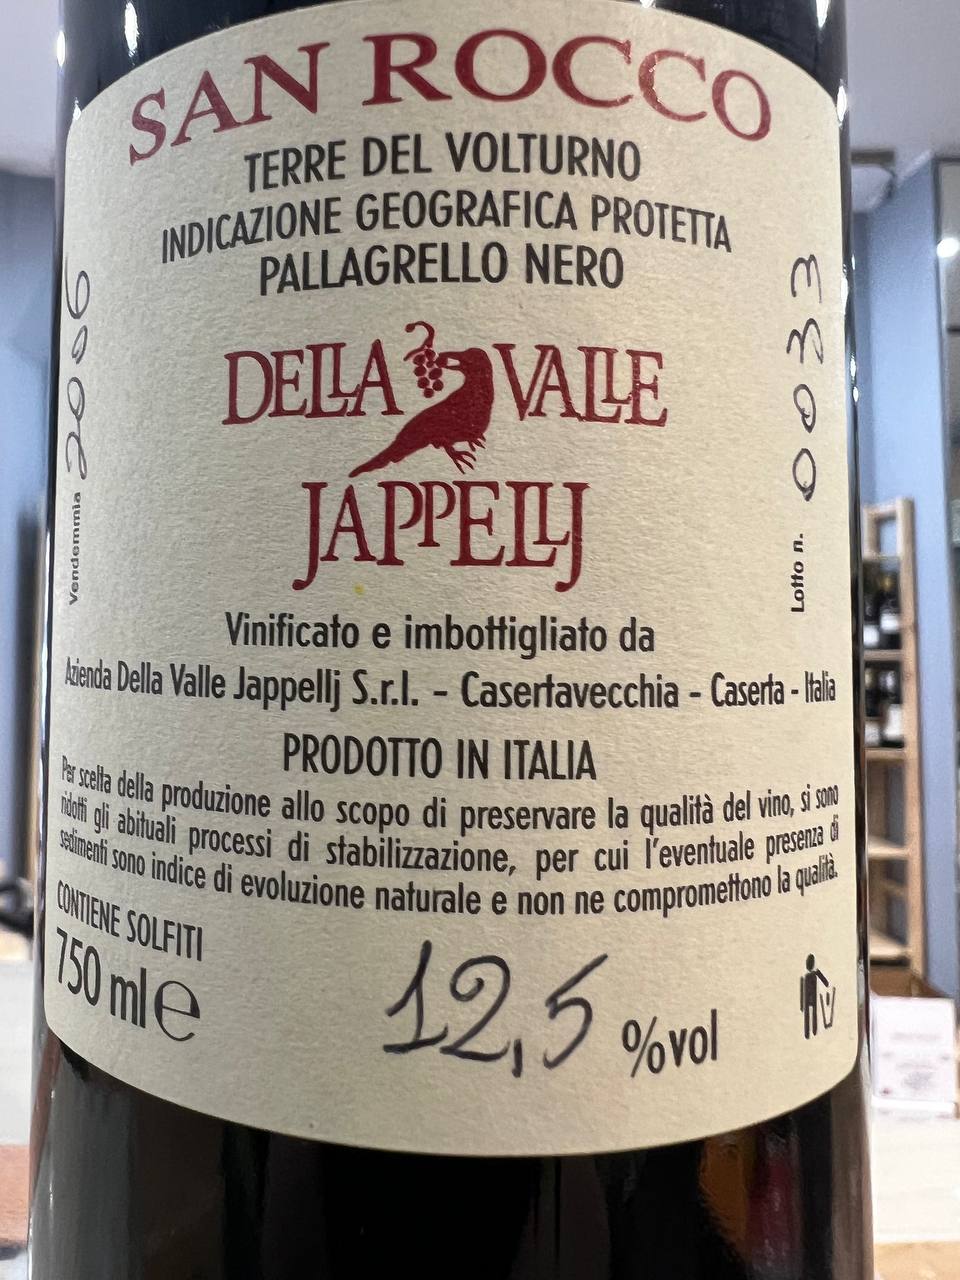 SAN ROCCO
TERRE DEL VOLTURNO
INDICAZIONE GEOGRAFICA PROTETTA
PALLAGRELLO NERO
Vendemmia 2006
Lotto n. 0033
DELLA VALLE
JAPPELLJ
Vinificato e imbottigliato da
Azienda Della Valle Jappellj S.r.l. - Casertavecchia - Caserta - Italia
PRODOTTO IN ITALIA
Per scelta della produzione allo scopo di preservare la qualità del vino, si sono
ridotti gli abituali processi di stabilizzazione, per cui l'eventuale presenza di
sedimenti sono indice di evoluzione naturale e non ne compromettono la qualità.
CONTIENE SOLFITI
750 ml e
12,5 %vol